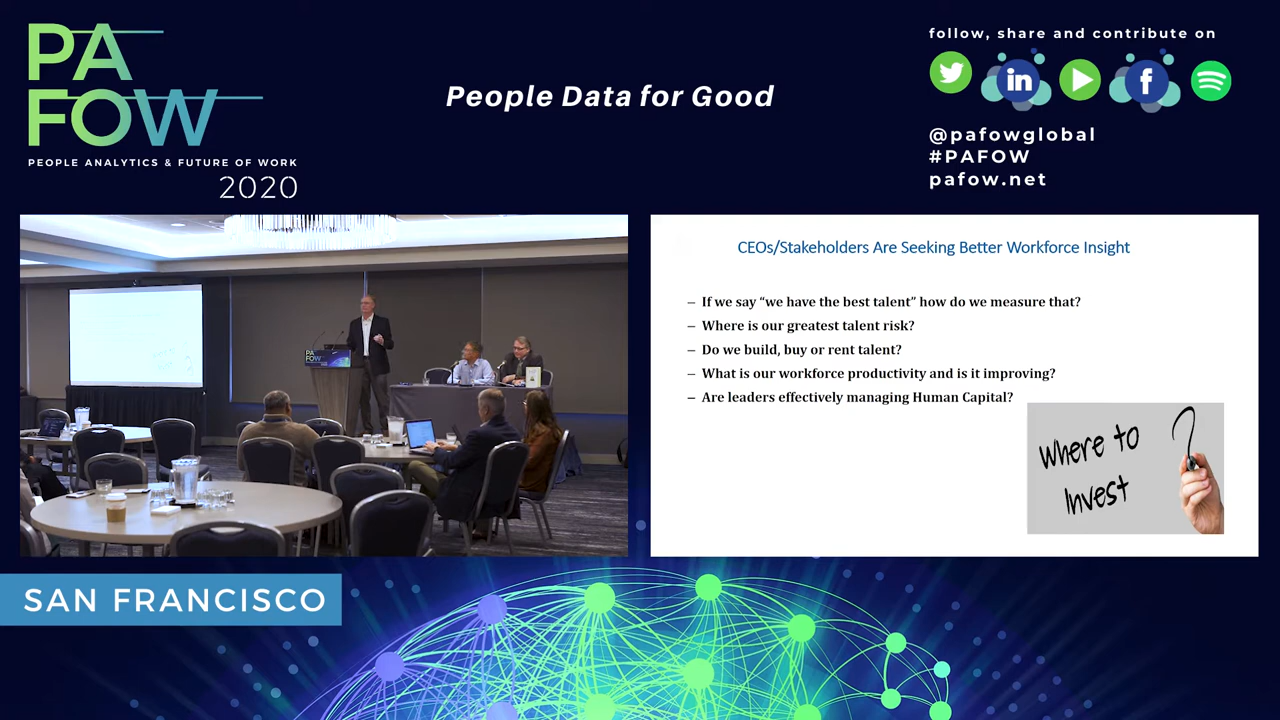 PA
FOW
PEOPLE ANALYTICS & FUTURE OF WORK
2020
People Data for Good
follow, share and contribute on
in
f
@pafowglobal
#PAFOW
pafow.net
PA
FOW
CEOs/Stakeholders Are Seeking Better Workforce Insight
– If we say “we have the best talent” how do we measure that?
– Where is our greatest talent risk?
– Do we build, buy or rent talent?
– What is our workforce productivity and is it improving?
– Are leaders effectively managing Human Capital?
Where to
Invest ?
SAN FRANCISCO